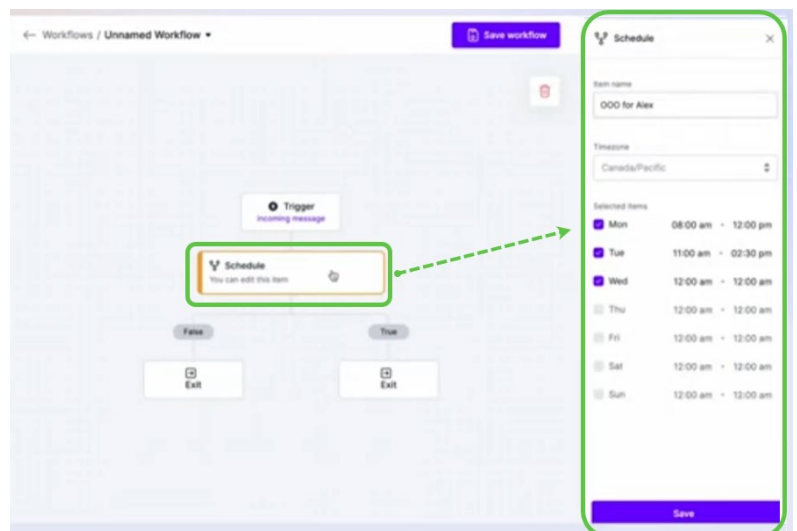 ← Workflows / Unnamed Workflow ▾
Save workflow
Trigger
Incoming message
Schedule
You can edit this item
False
True
Exit
Exit
Schedule
Item name
OOO for Alex
Timezone
Canada/Pacific
Selected items
Mon 08:00 am - 12:00 pm
Tue 11:00 am - 02:30 pm
Wed 12:00 am - 12:00 am
Thu 12:00 am - 12:00 am
Fri 12:00 am - 12:00 am
Sat 12:00 am - 12:00 am
Sun 12:00 am - 12:00 am
Save